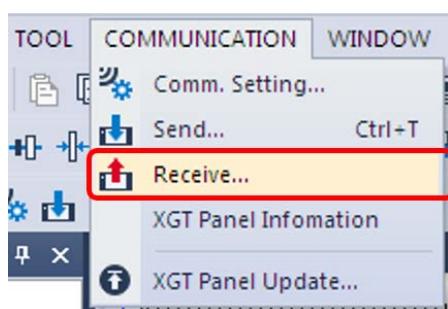 TOOL COMMUNICATION WINDOW
Comm. Setting...
Send... Ctrl+T
Receive...
XGT Panel Infomation
XGT Panel Update...